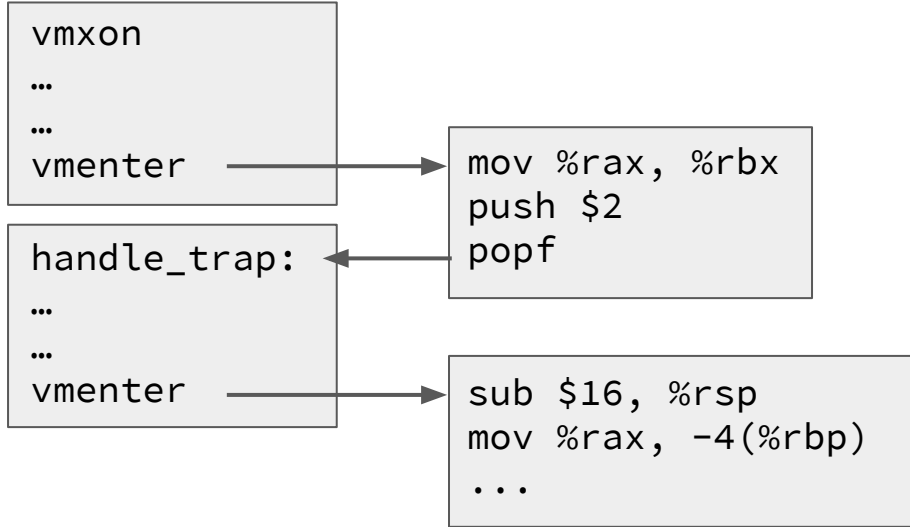 vmxon
…
…
vmenter
mov %rax, %rbx
push $2
popf
handle_trap:
…
…
vmenter
sub $16, %rsp
mov %rax, -4(%rbp)
...